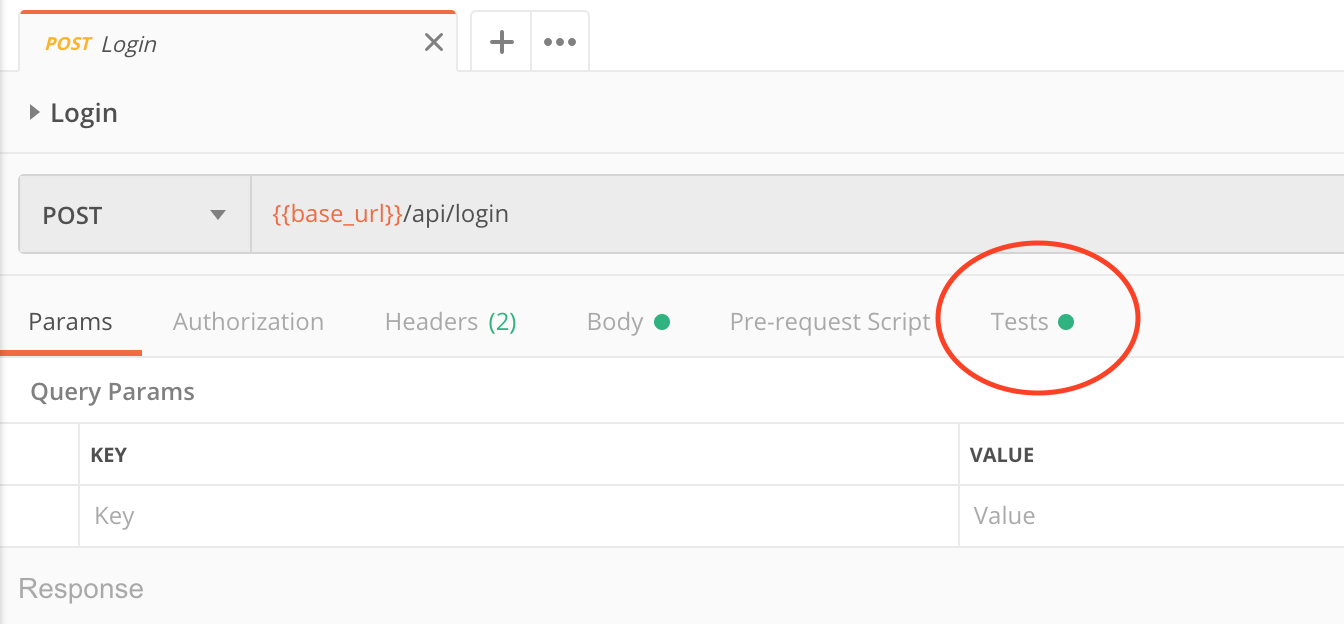 POST Login
Login
POST {{base_url}}/api/login
Params Authorization Headers (2) Body Pre-request Script Tests
Query Params
KEY VALUE
Key Value
Response